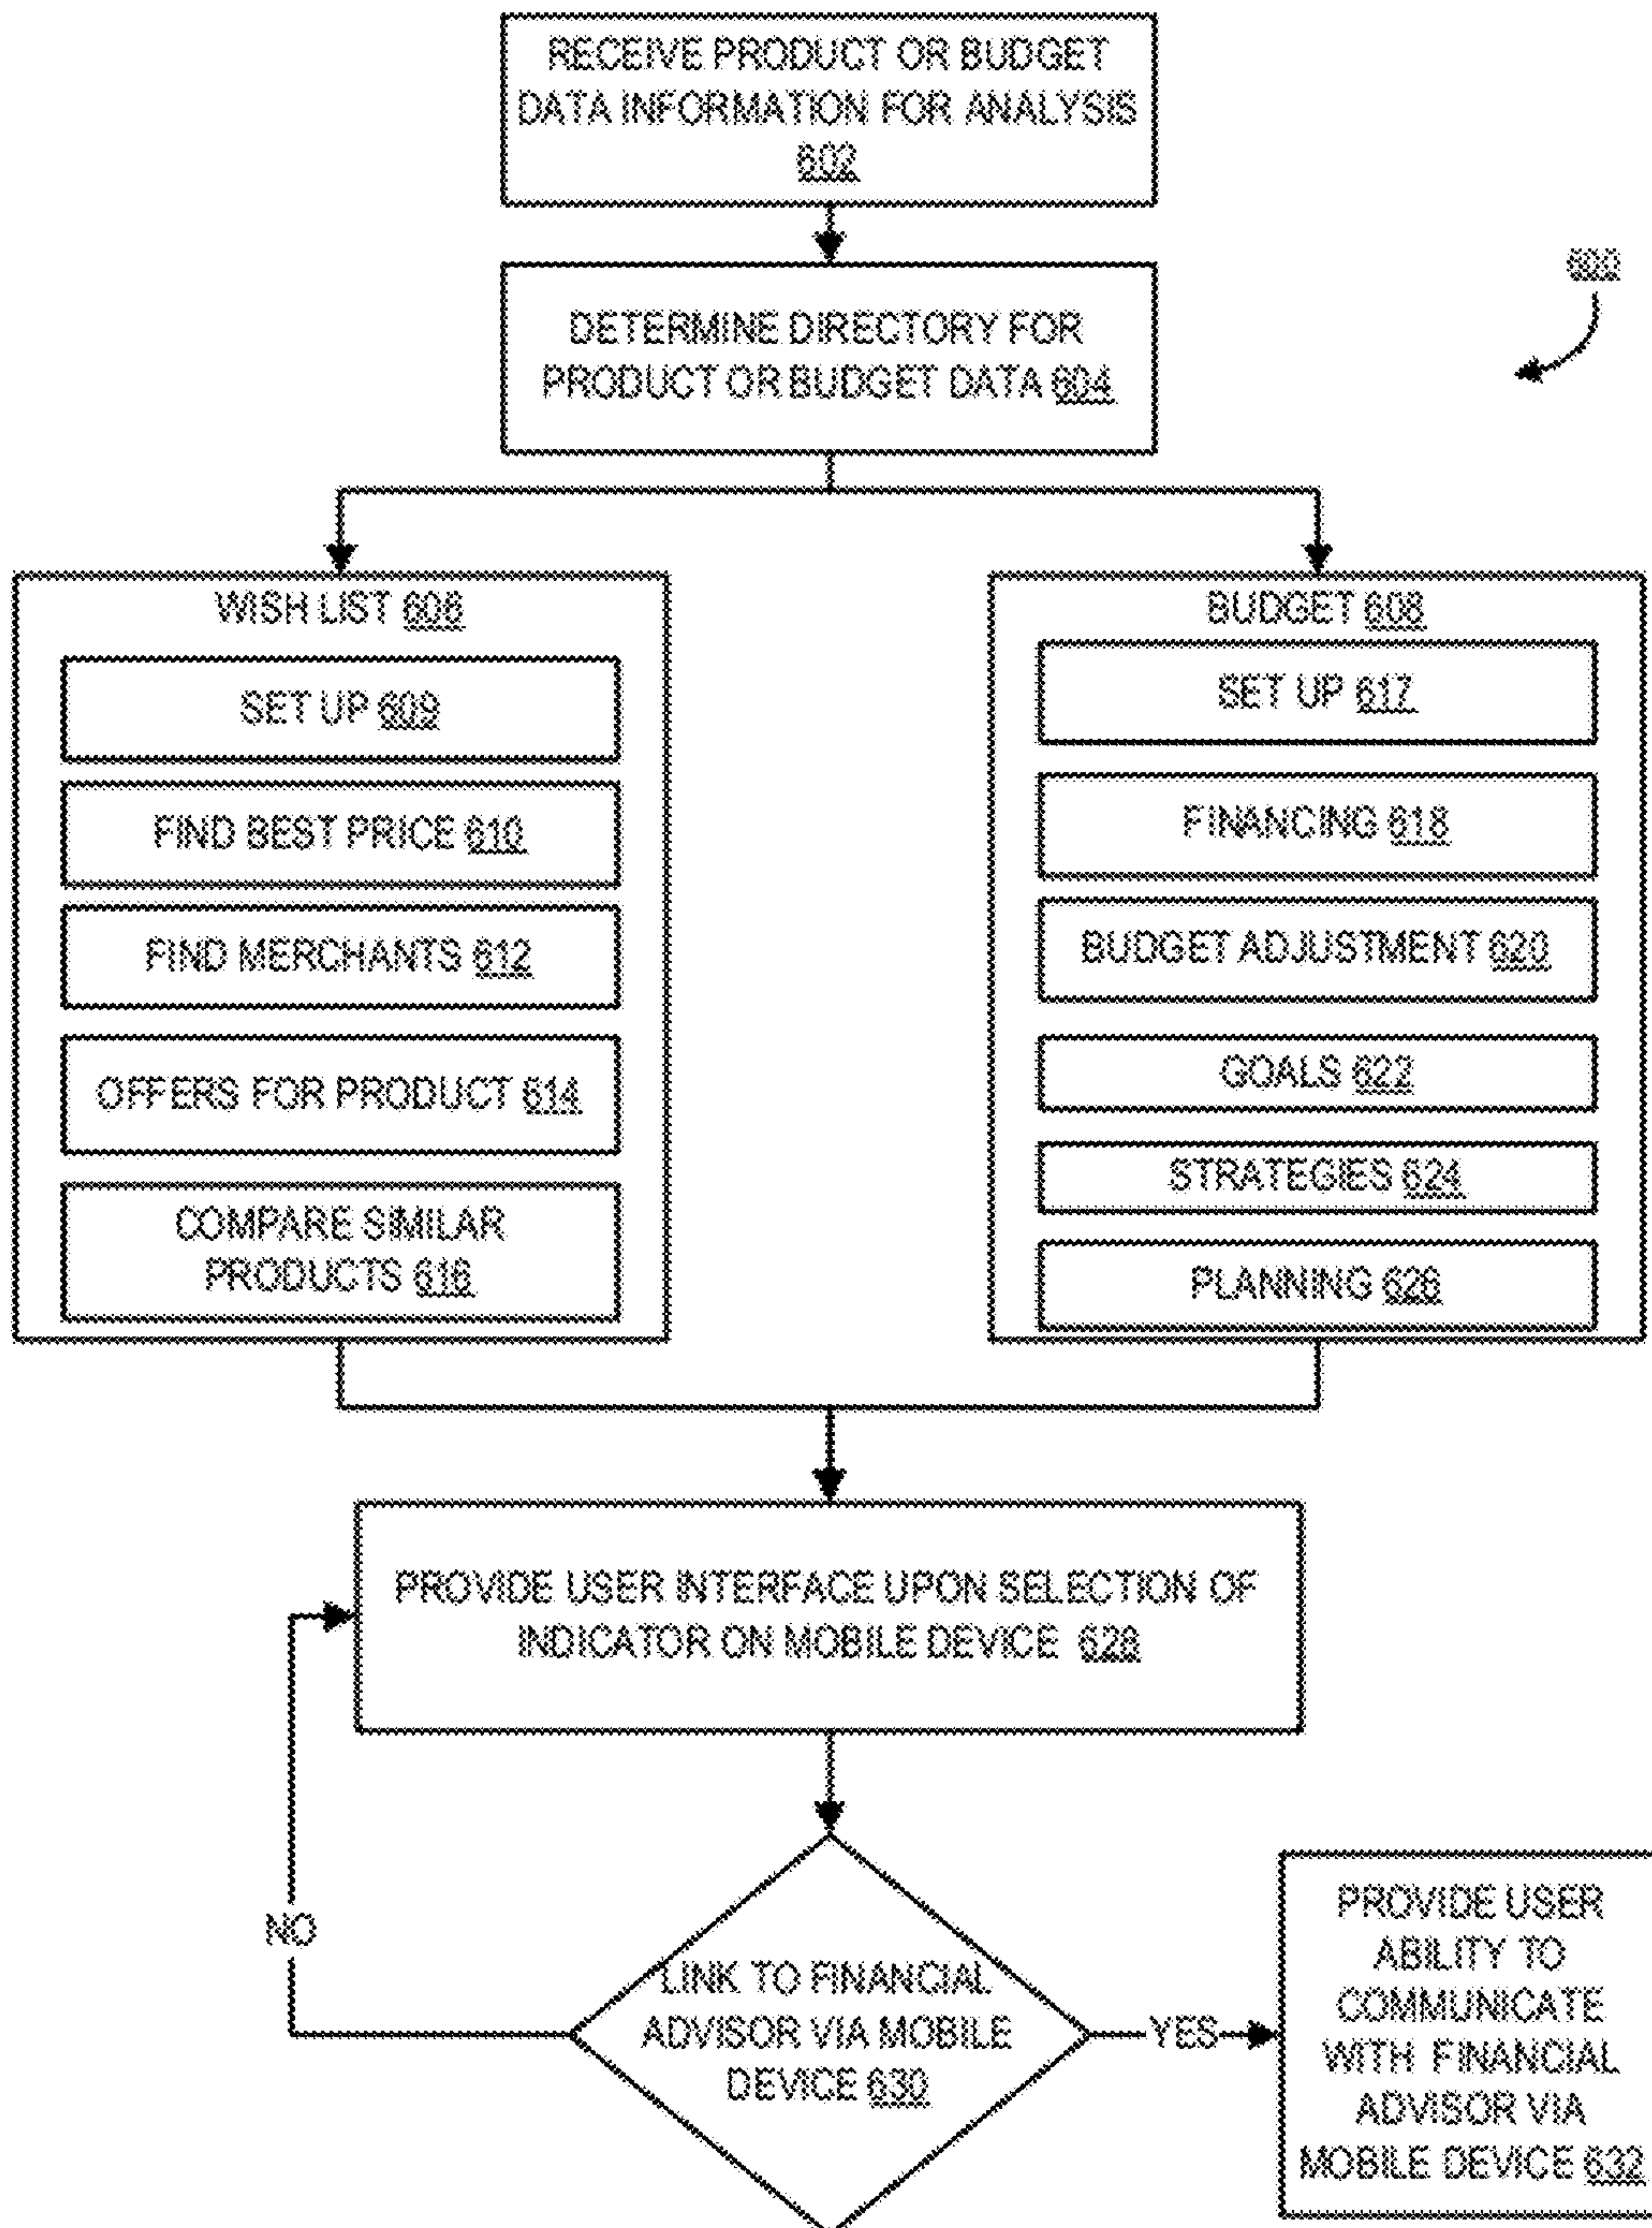 RECEIVE PRODUCT OR BUDGET
DATA INFORMATION FOR ANALYSIS
602
600
DETERMINE DIRECTORY FOR
PRODUCT OR BUDGET DATA 604
WISH LIST 606
SET UP 609
FIND BEST PRICE 610
FIND MERCHANTS 612
OFFERS FOR PRODUCT 614
COMPARE SIMILAR
PRODUCTS 616
BUDGET 608
SET UP 617
FINANCING 618
BUDGET ADJUSTMENT 620
GOALS 622
STRATEGIES 624
PLANNING 626
PROVIDE USER INTERFACE UPON SELECTION OF
INDICATOR ON MOBILE DEVICE 628
NO
LINK TO FINANCIAL
ADVISOR VIA MOBILE
DEVICE 630
YES
PROVIDE USER
ABILITY TO
COMMUNICATE
WITH FINANCIAL
ADVISOR VIA
MOBILE DEVICE 632